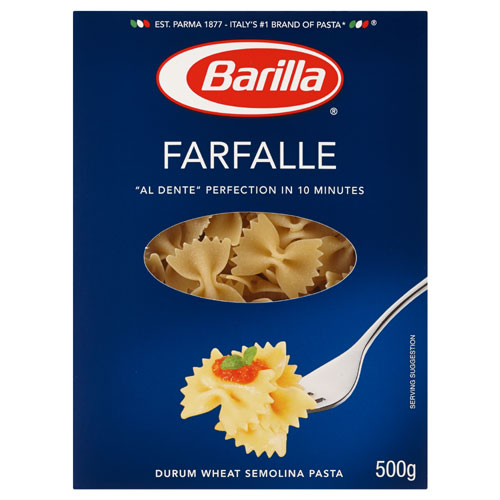 EST. PARMA 1877 - ITALY'S #1 BRAND OF PASTA* ®
Barilla ®
FARFALLE
"AL DENTE" PERFECTION IN 10 MINUTES
SERVING SUGGESTION
DURUM WHEAT SEMOLINA PASTA
500g